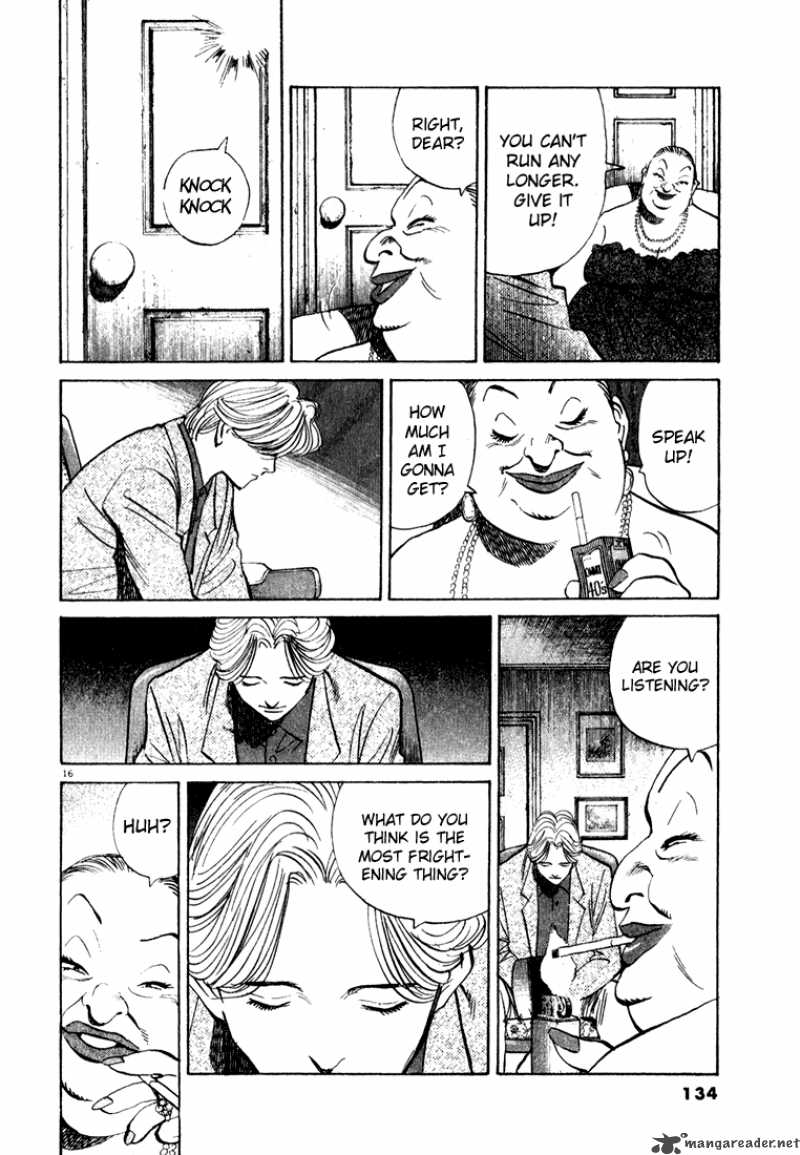 YOU CAN'T
RUN ANY
LONGER.
GIVE IT
UP!
RIGHT,
DEAR?
KNOCK
KNOCK
SPEAK
UP!
HOW
MUCH
AM I
GONNA
GET?
40's
ARE YOU
LISTENING?
16
WHAT DO YOU
THINK IS THE
MOST FRIGHT-
ENING THING?
HUH?
134
mangareader.net